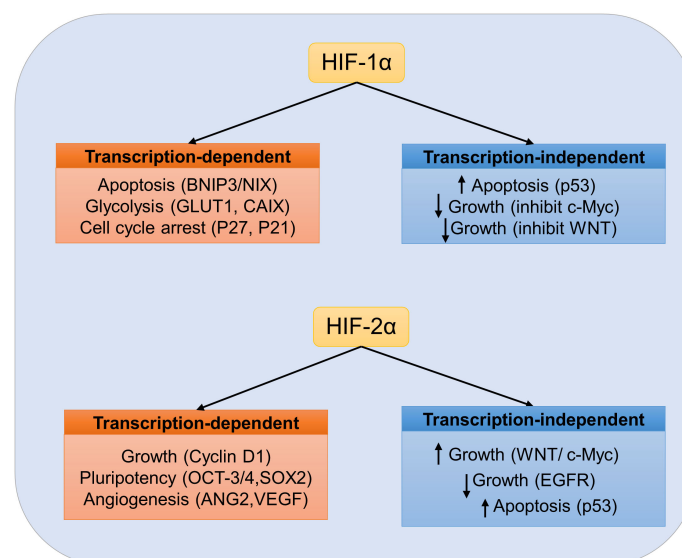 HIF-1α
Transcription-dependent
Apoptosis (BNIP3/NIX)
Glycolysis (GLUT1, CAIX)
Cell cycle arrest (P27, P21)
Transcription-independent
Apoptosis (p53)
Growth (inhibit c-Myc)
Growth (inhibit WNT)
HIF-2α
Transcription-dependent
Growth (Cyclin D1)
Pluripotency (OCT-3/4,SOX2)
Angiogenesis (ANG2,VEGF)
Transcription-independent
Growth (WNT/ c-Myc)
Growth (EGFR)
Apoptosis (p53)